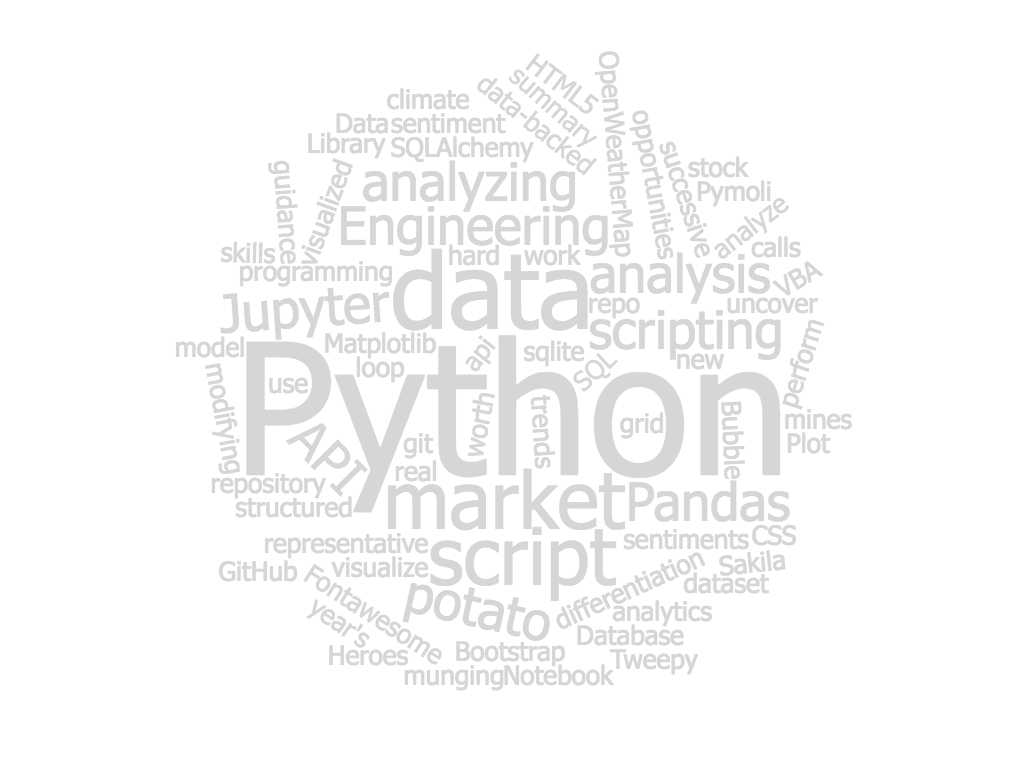 HTML5
OpenWeatherMap
summary
data-backed
climate
opportunities
Data
sentiment
Library
SQLAlchemy
successive
stock
guidance
visualized
analyzing
Pymoli
Engineering
analyze
skills
hard
work
calls
programming
data
analysis
VBA
Jupyter
repo
uncover
scripting
model
Matplotlib
api
sqlite
SQL
new
perform
loop
Python
use
modifying
worth
trends
grid
Bubble
mines
API
git
Plot
real
repository
market
Pandas
structured
representative
script
sentiments
CSS
GitHub
visualize
Sakila
dataset
Fontawesome
potato
differentiation
year's
analytics
Database
Heroes
Bootstrap
Tweepy
munging
Notebook